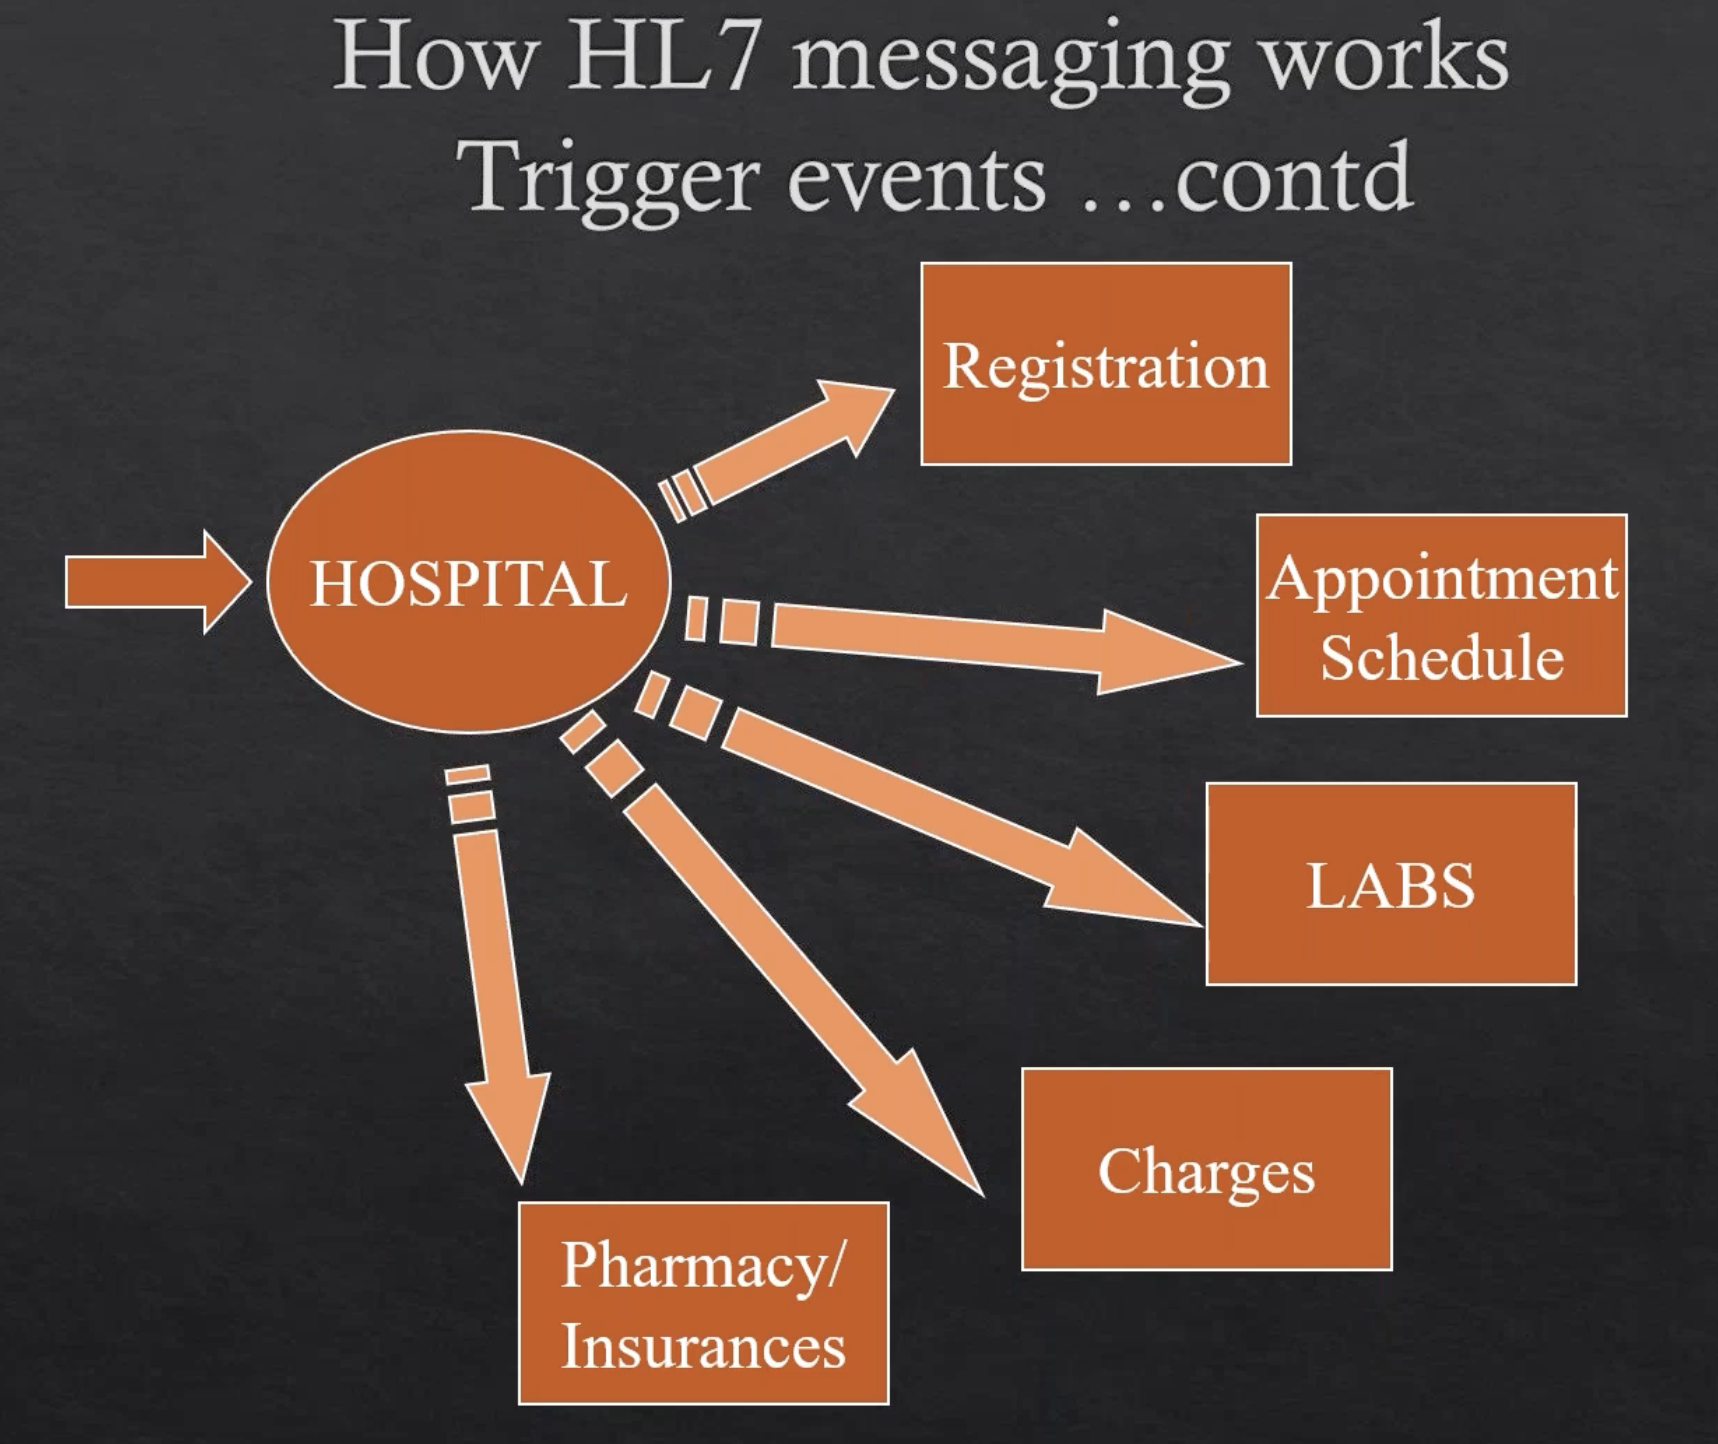 How HL7 messaging works
Trigger events ...contd
Registration
HOSPITAL
Appointment
Schedule
LABS
Charges
Pharmacy/
Insurances